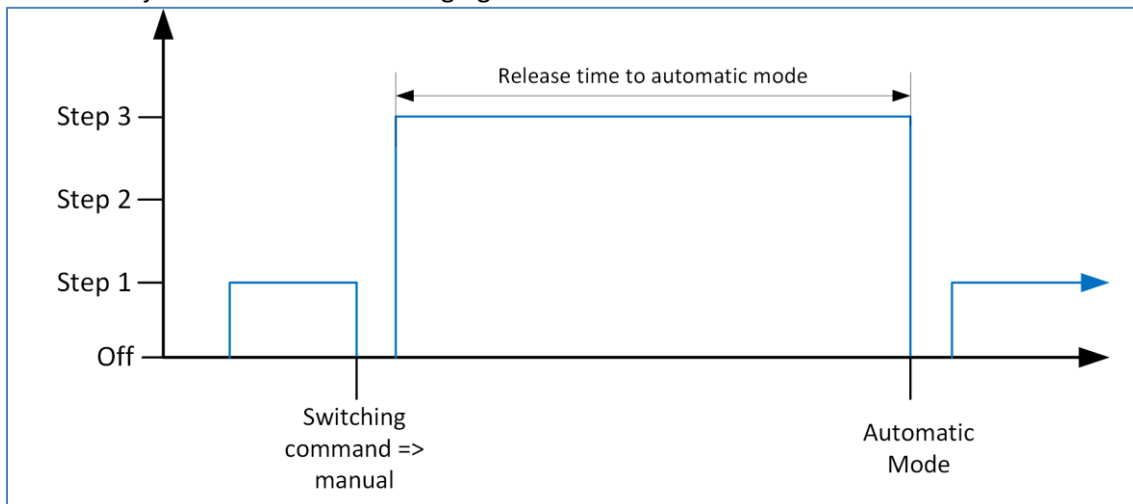 Release time to automatic mode
Step 3
Step 2
Step 1
Off
Switching
command =>
manual
Automatic
Mode